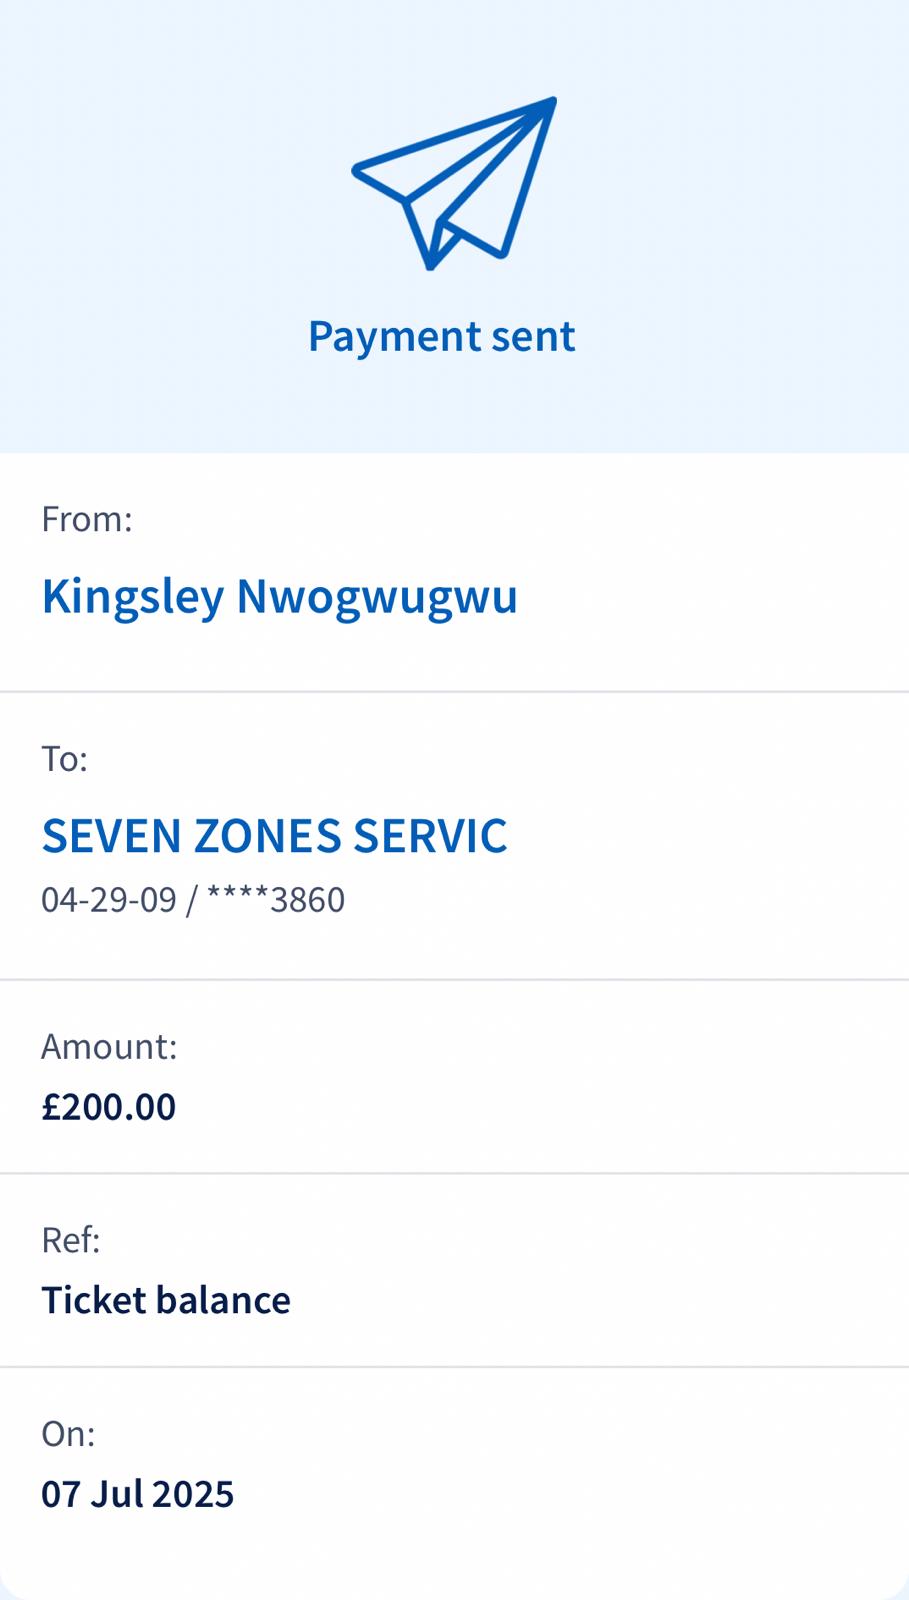 Payment sent
From:
Kingsley Nwogwugwu
To:
SEVEN ZONES SERVIC
04-29-09 / ****3860
Amount:
£200.00
Ref:
Ticket balance
On:
07 Jul 2025